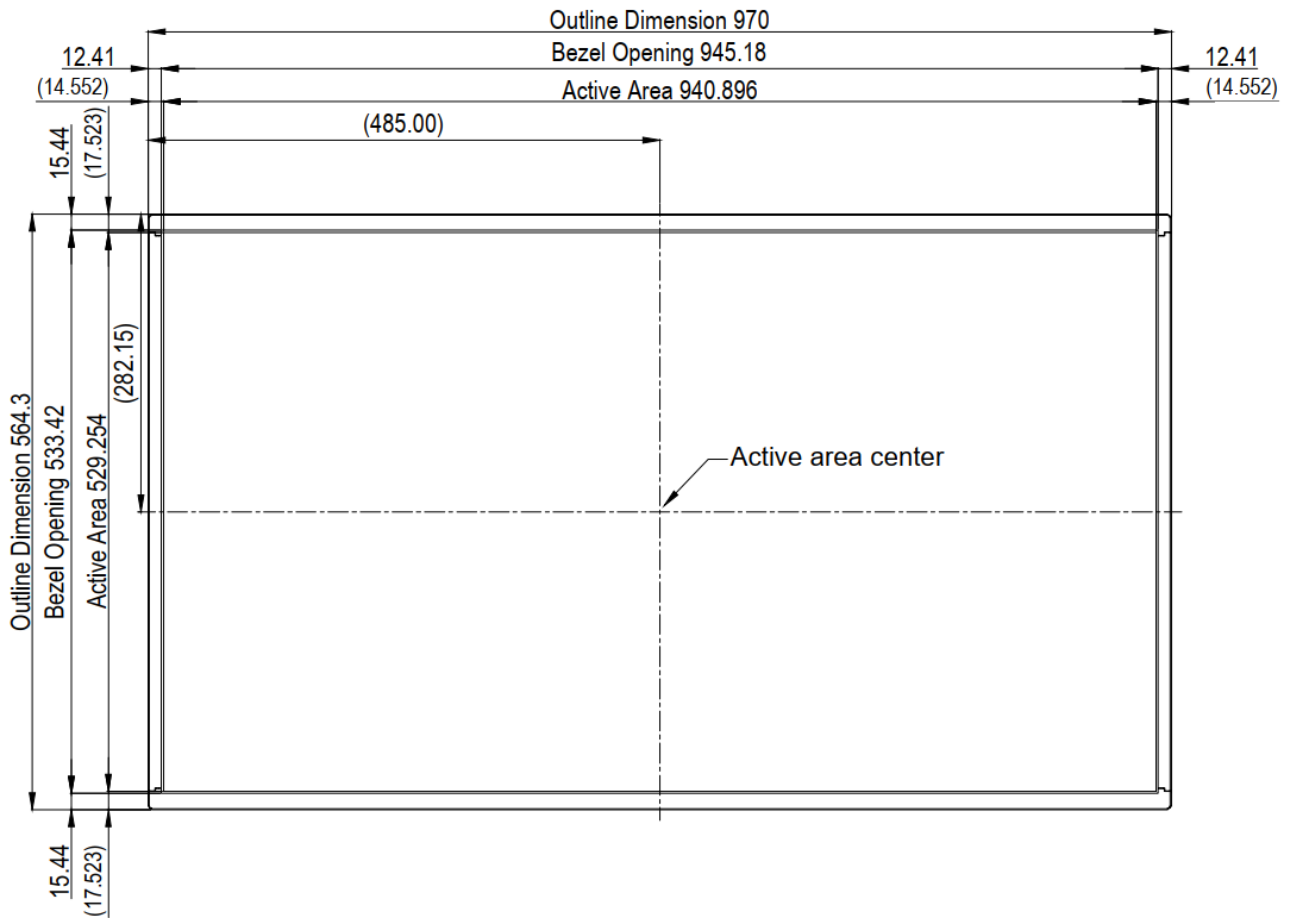 Outline Dimension 970
Bezel Opening 945.18
12.41
12.41
(14.552)
Active Area 940.896
(14.552)
(485.00)
15.44
(17.523)
(282.15)
Outline Dimension 564.3
Bezel Opening 533.42
Active Area 529.254
Active area center
15.44
(17.523)